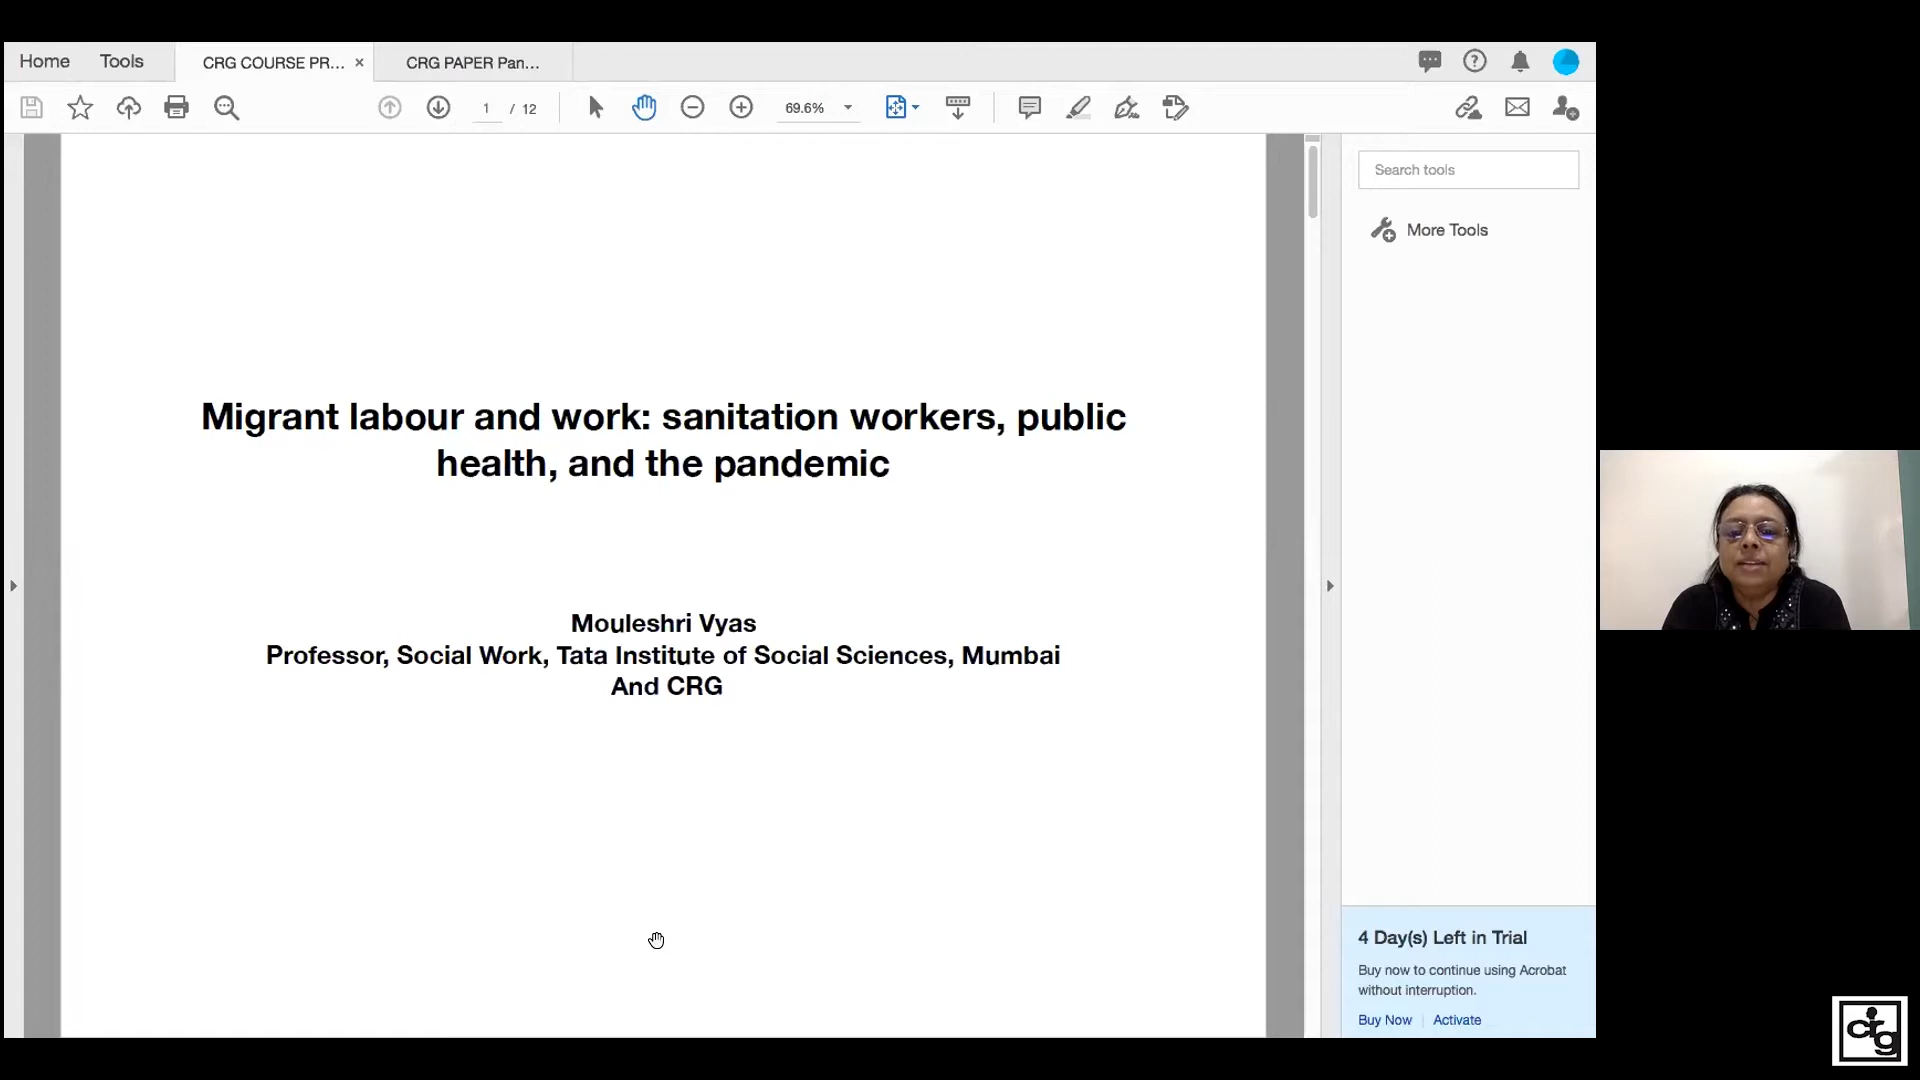 Home Tools CRG COURSE PR... × CRG PAPER Pan...
1 / 12 69.6%
Search tools
More Tools
Migrant labour and work: sanitation workers, public
health, and the pandemic
Mouleshri Vyas
Professor, Social Work, Tata Institute of Social Sciences, Mumbai
And CRG
4 Day(s) Left in Trial
Buy now to continue using Acrobat
without interruption.
Buy Now | Activate
crg